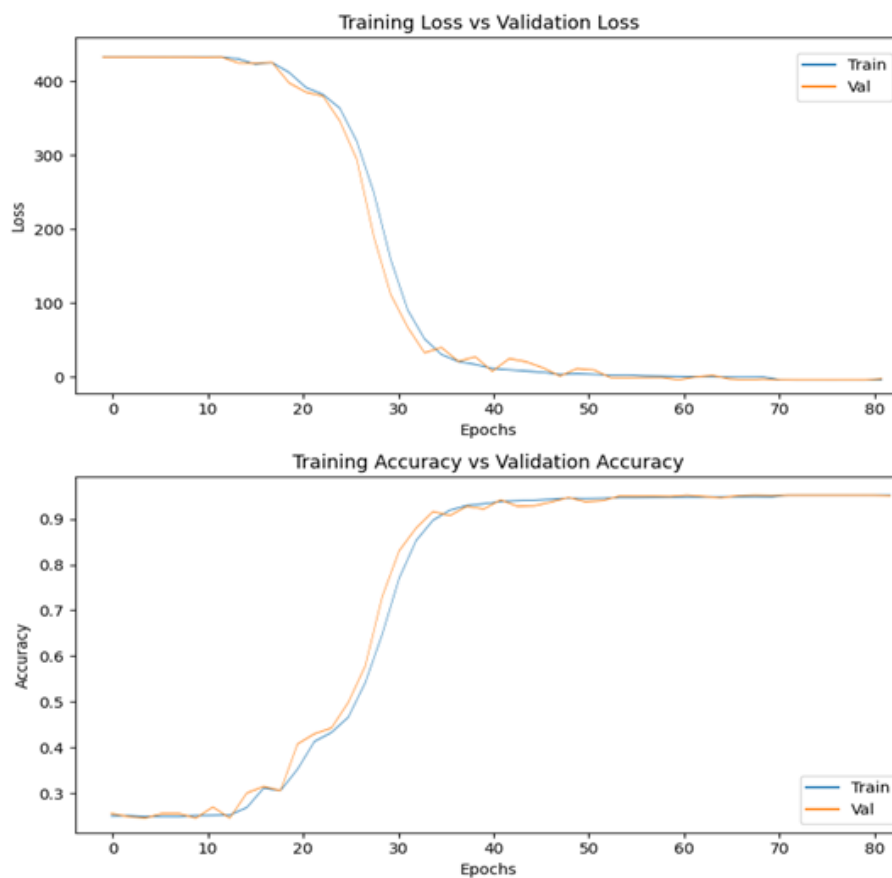 Training Loss vs Validation Loss
400
300
200
100
0
Loss
Train
Val
0 10 20 30 40 50 60 70 80
Epochs
Training Accuracy vs Validation Accuracy
0.9
0.8
0.7
0.6
0.5
0.4
0.3
Accuracy
Train
Val
0 10 20 30 40 50 60 70 80
Epochs